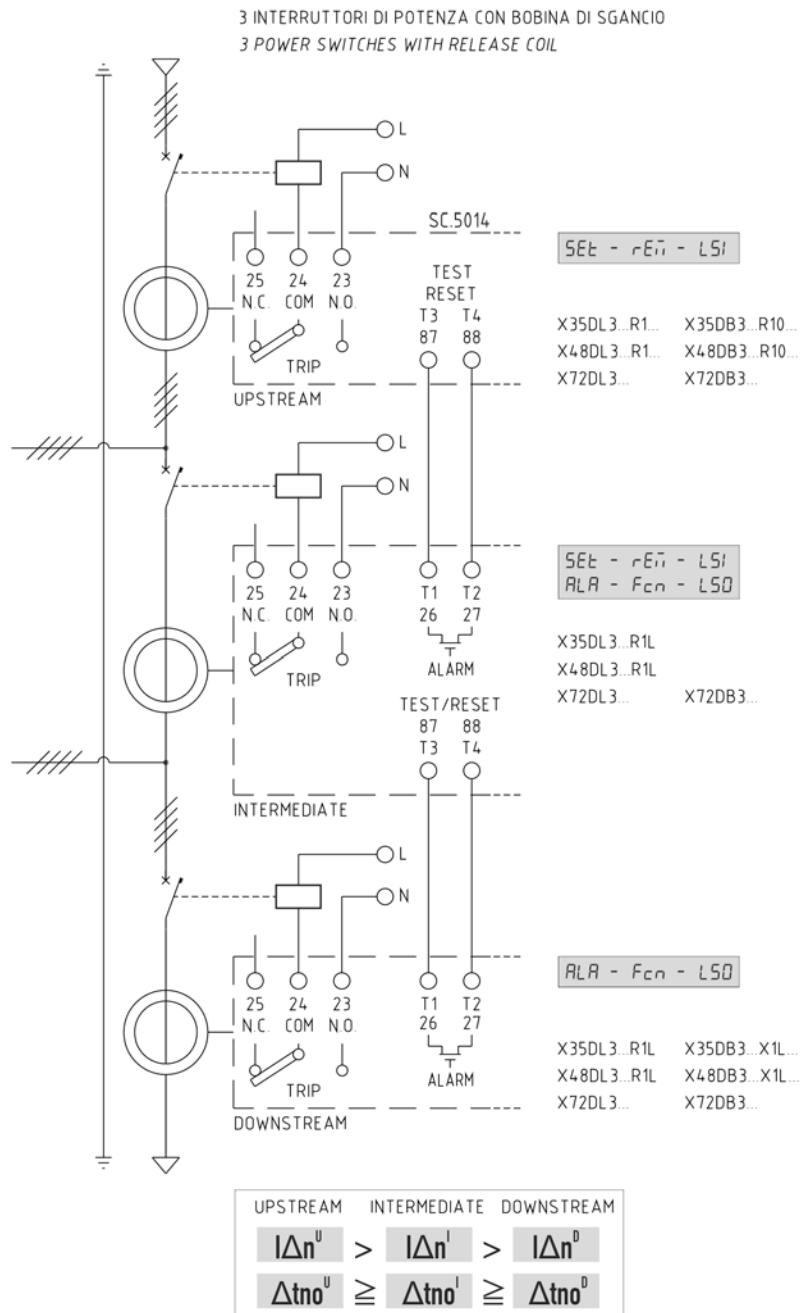 3 INTERRUTTORI DI POTENZA CON BOBINA DI SGANCIO
3 POWER SWITCHES WITH RELEASE COIL
L
N
SC.5014
SEt - rEm - LSI
25 24 23
N.C. COM N.O.
TEST
RESET
T3 T4
87 88
TRIP
UPSTREAM
X35DL3...R1... X35DB3...R10...
X48DL3...R1... X48DB3...R10...
X72DL3... X72DB3...
L
N
SEt - rEm - LSI
ALA - Fcn - LSO
25 24 23
N.C. COM N.O.
T1 T2
26 27
TRIP
ALARM
X35DL3...R1L
X48DL3...R1L
X72DL3... X72DB3...
TEST/RESET
87 88
T3 T4
INTERMEDIATE
L
N
ALA - Fcn - LSO
25 24 23
N.C. COM N.O.
T1 T2
26 27
TRIP
ALARM
X35DL3...R1L X35DB3...X1L...
X48DL3...R1L X48DB3...X1L...
X72DL3... X72DB3...
DOWNSTREAM
UPSTREAM INTERMEDIATE DOWNSTREAM
IΔnᵁ > IΔnᴵ > IΔnᴰ
Δtnoᵁ ≧ Δtnoᴵ ≧ Δtnoᴰ